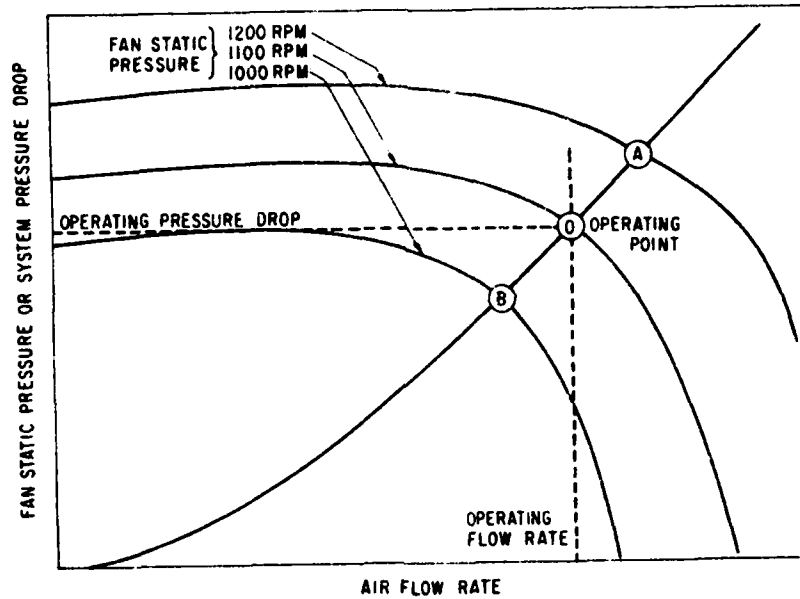 FAN STATIC PRESSURE OR SYSTEM PRESSURE DROP
FAN STATIC
PRESSURE
1200 RPM
1100 RPM
1000 RPM
A
OPERATING PRESSURE DROP
O
OPERATING
POINT
B
OPERATING
FLOW RATE
AIR FLOW RATE